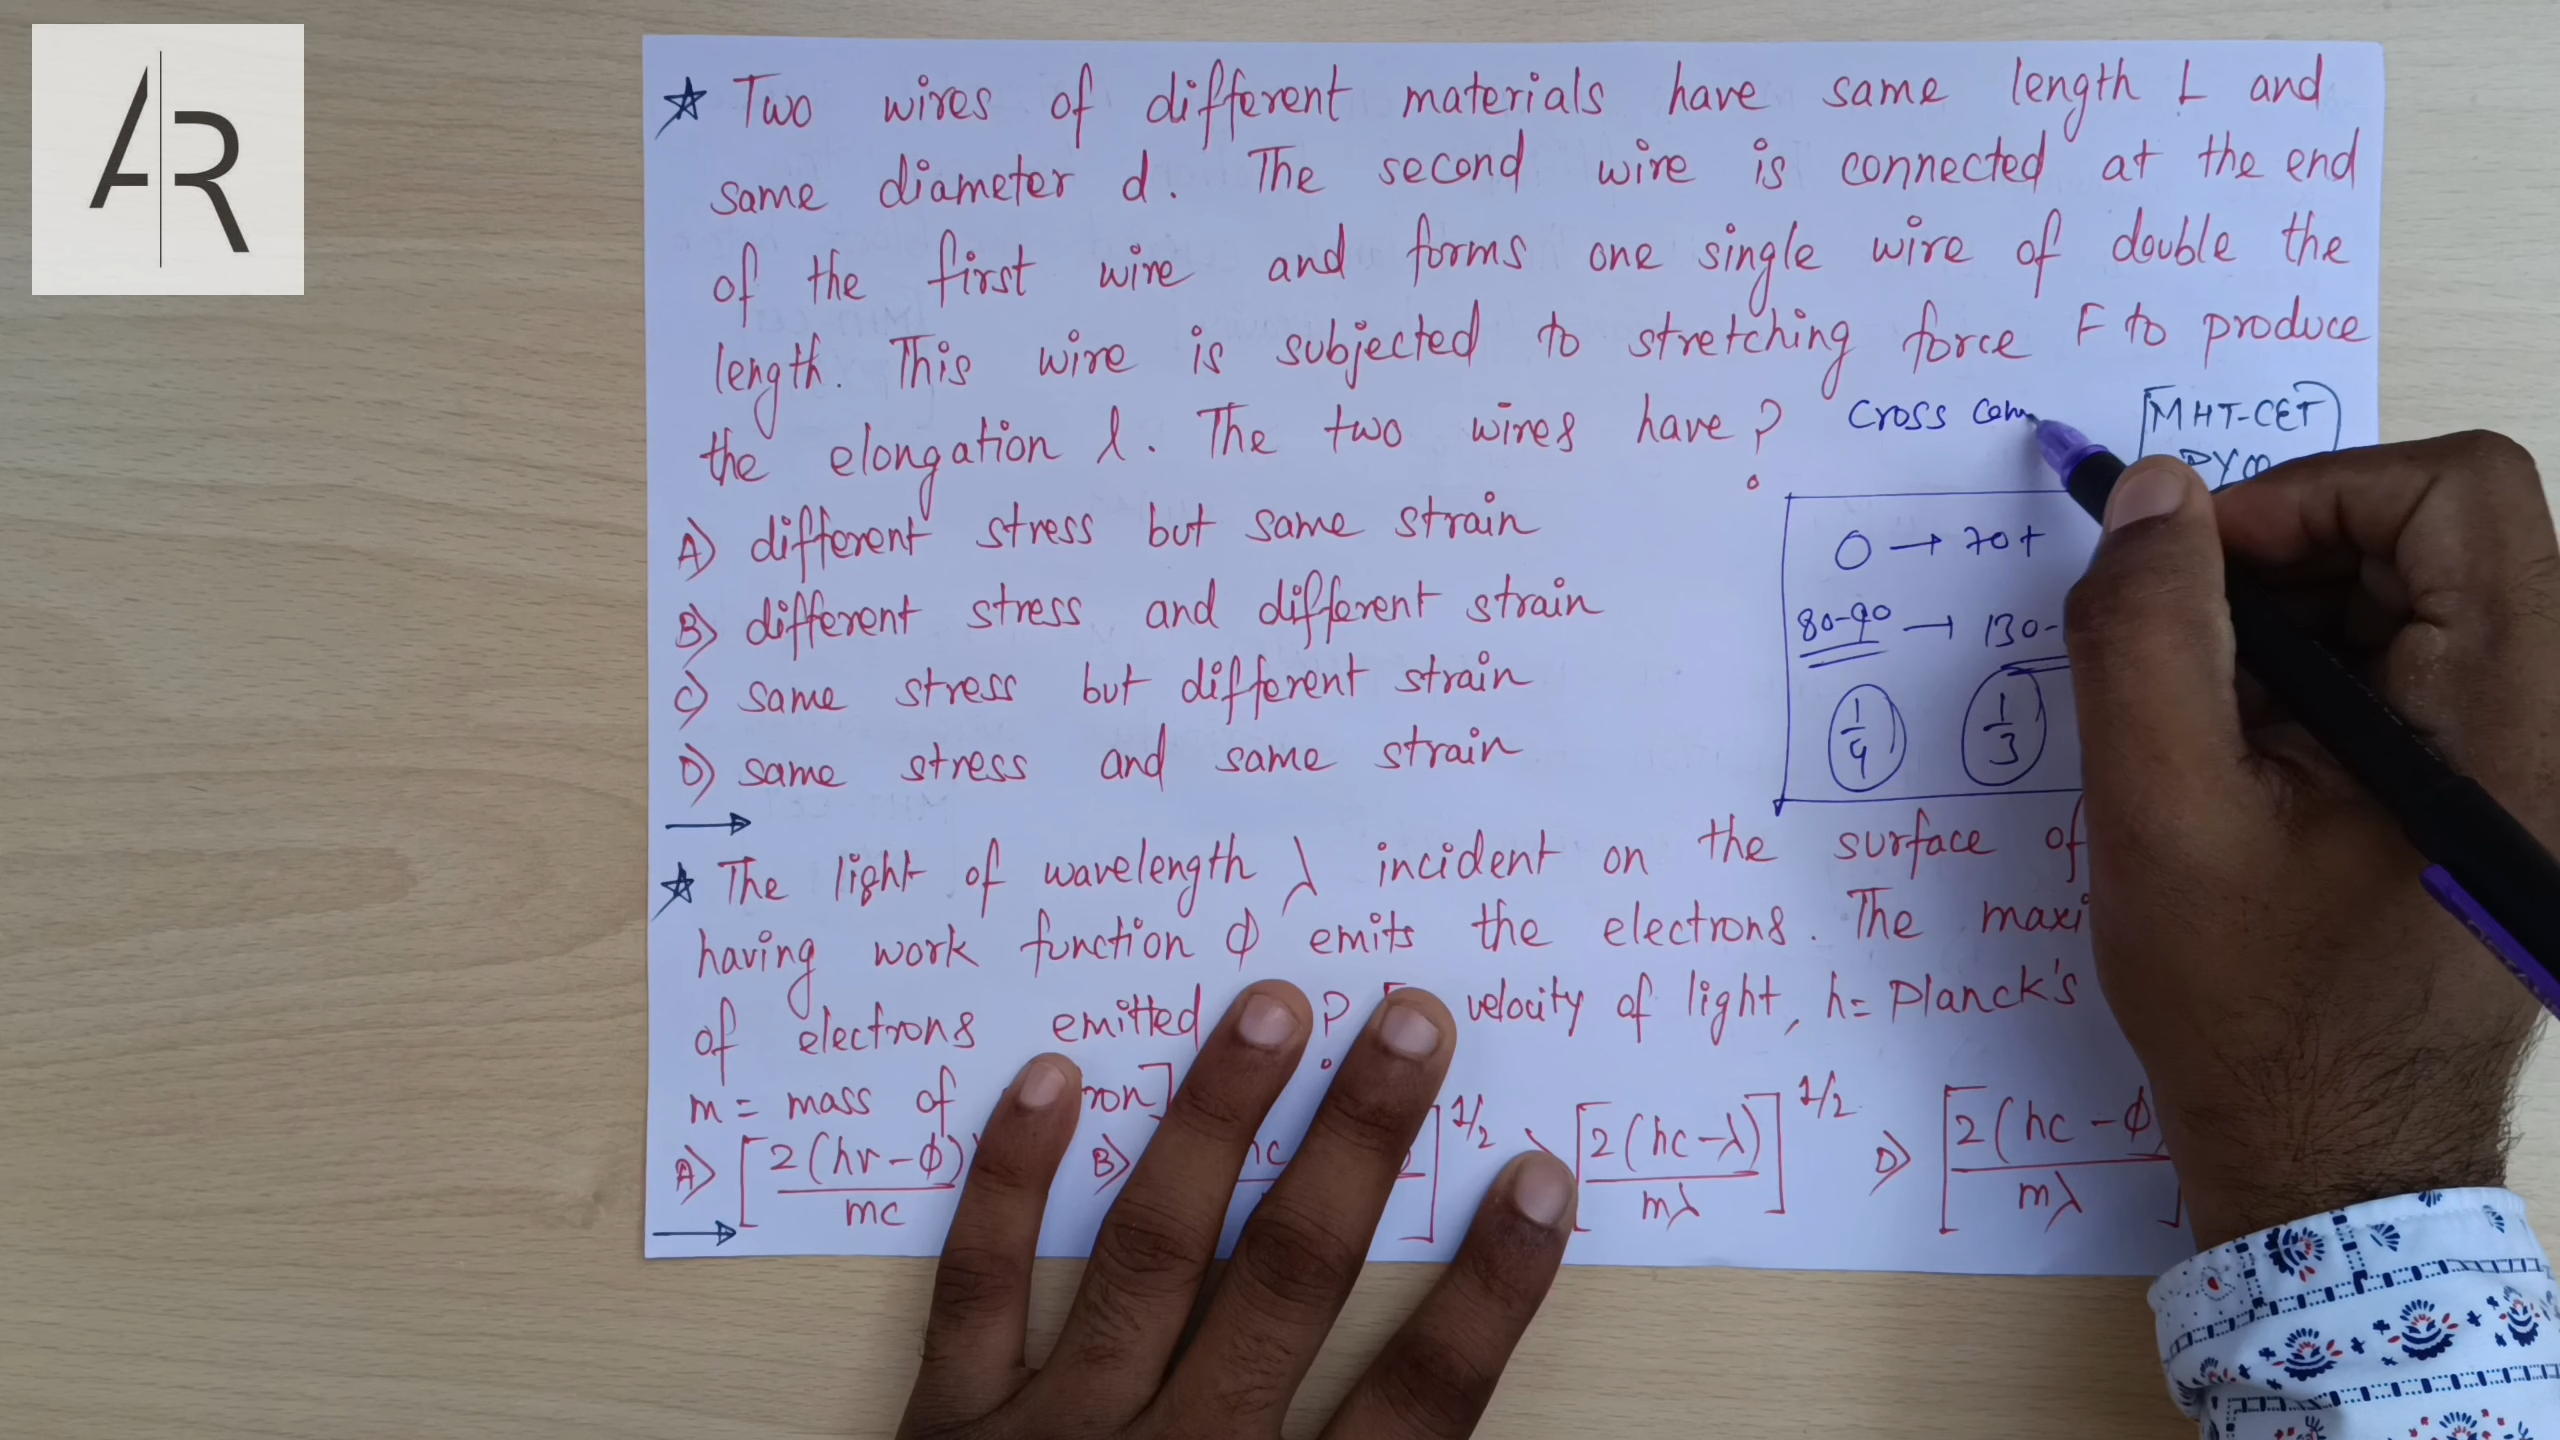 AR
☆ Two wires of different materials have same length L and
same diameter d. The second wire is connected at the end
of the first wire and forms one single wire of double the
length. This wire is subjected to stretching force F to produce
the elongation l. The two wires have?
Cross Com
MHT-CET
PYQ
A) different stress but same strain
B) different stress and different strain
C) same stress but different strain
D) same stress and same strain
0 → 70+
80-90 → 130-
1/4 1/3
☆ The light of wavelength λ incident on the surface of
having work function ϕ emits the electrons. The maxi
of electrons emitted ? [ velocity of light, h= Planck's
m = mass of ron]
A) [2(hν-ϕ)/mc B) hc ]^1/2 [2(hc-λ)/mλ]^1/2 D) [2(hc-ϕ)/mλ]